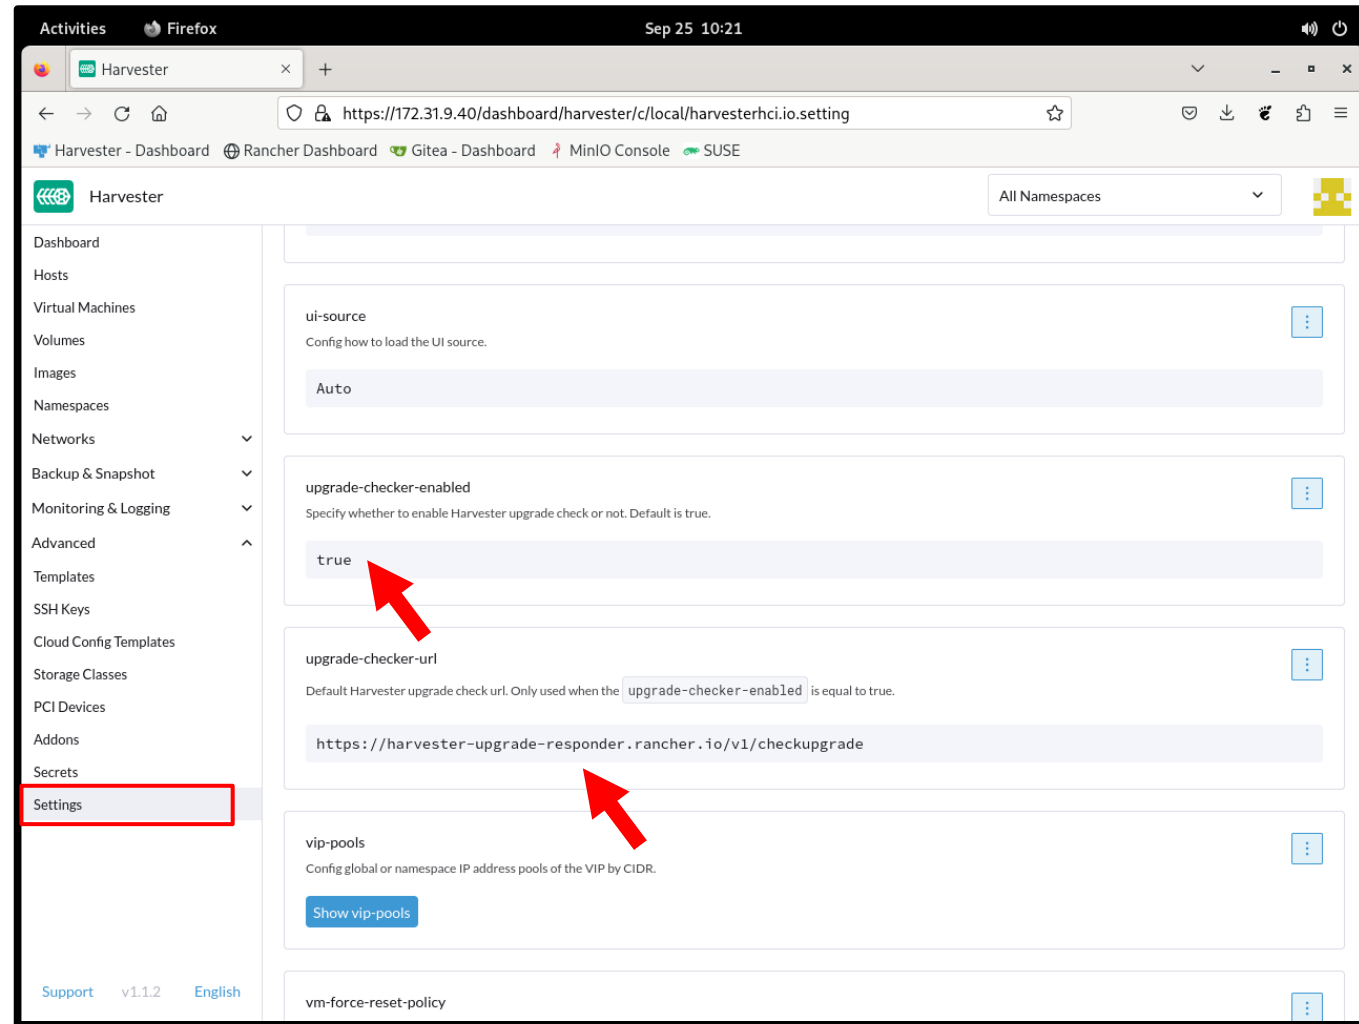 Activities Firefox Sep 25 10:21
Harvester
https://172.31.9.40/dashboard/harvester/c/local/harvesterhci.io.setting
Harvester - Dashboard Rancher Dashboard Gitea - Dashboard MinIO Console SUSE
Harvester All Namespaces
Dashboard
Hosts
Virtual Machines
Volumes
Images
Namespaces
Networks
Backup & Snapshot
Monitoring & Logging
Advanced
Templates
SSH Keys
Cloud Config Templates
Storage Classes
PCI Devices
Addons
Secrets
Settings
Support v1.1.2 English
ui-source
Config how to load the UI source.
Auto
upgrade-checker-enabled
Specify whether to enable Harvester upgrade check or not. Default is true.
true
upgrade-checker-url
Default Harvester upgrade check url. Only used when the upgrade-checker-enabled is equal to true.
https://harvester-upgrade-responder.rancher.io/v1/checkupgrade
vip-pools
Config global or namespace IP address pools of the VIP by CIDR.
Show vip-pools
vm-force-reset-policy